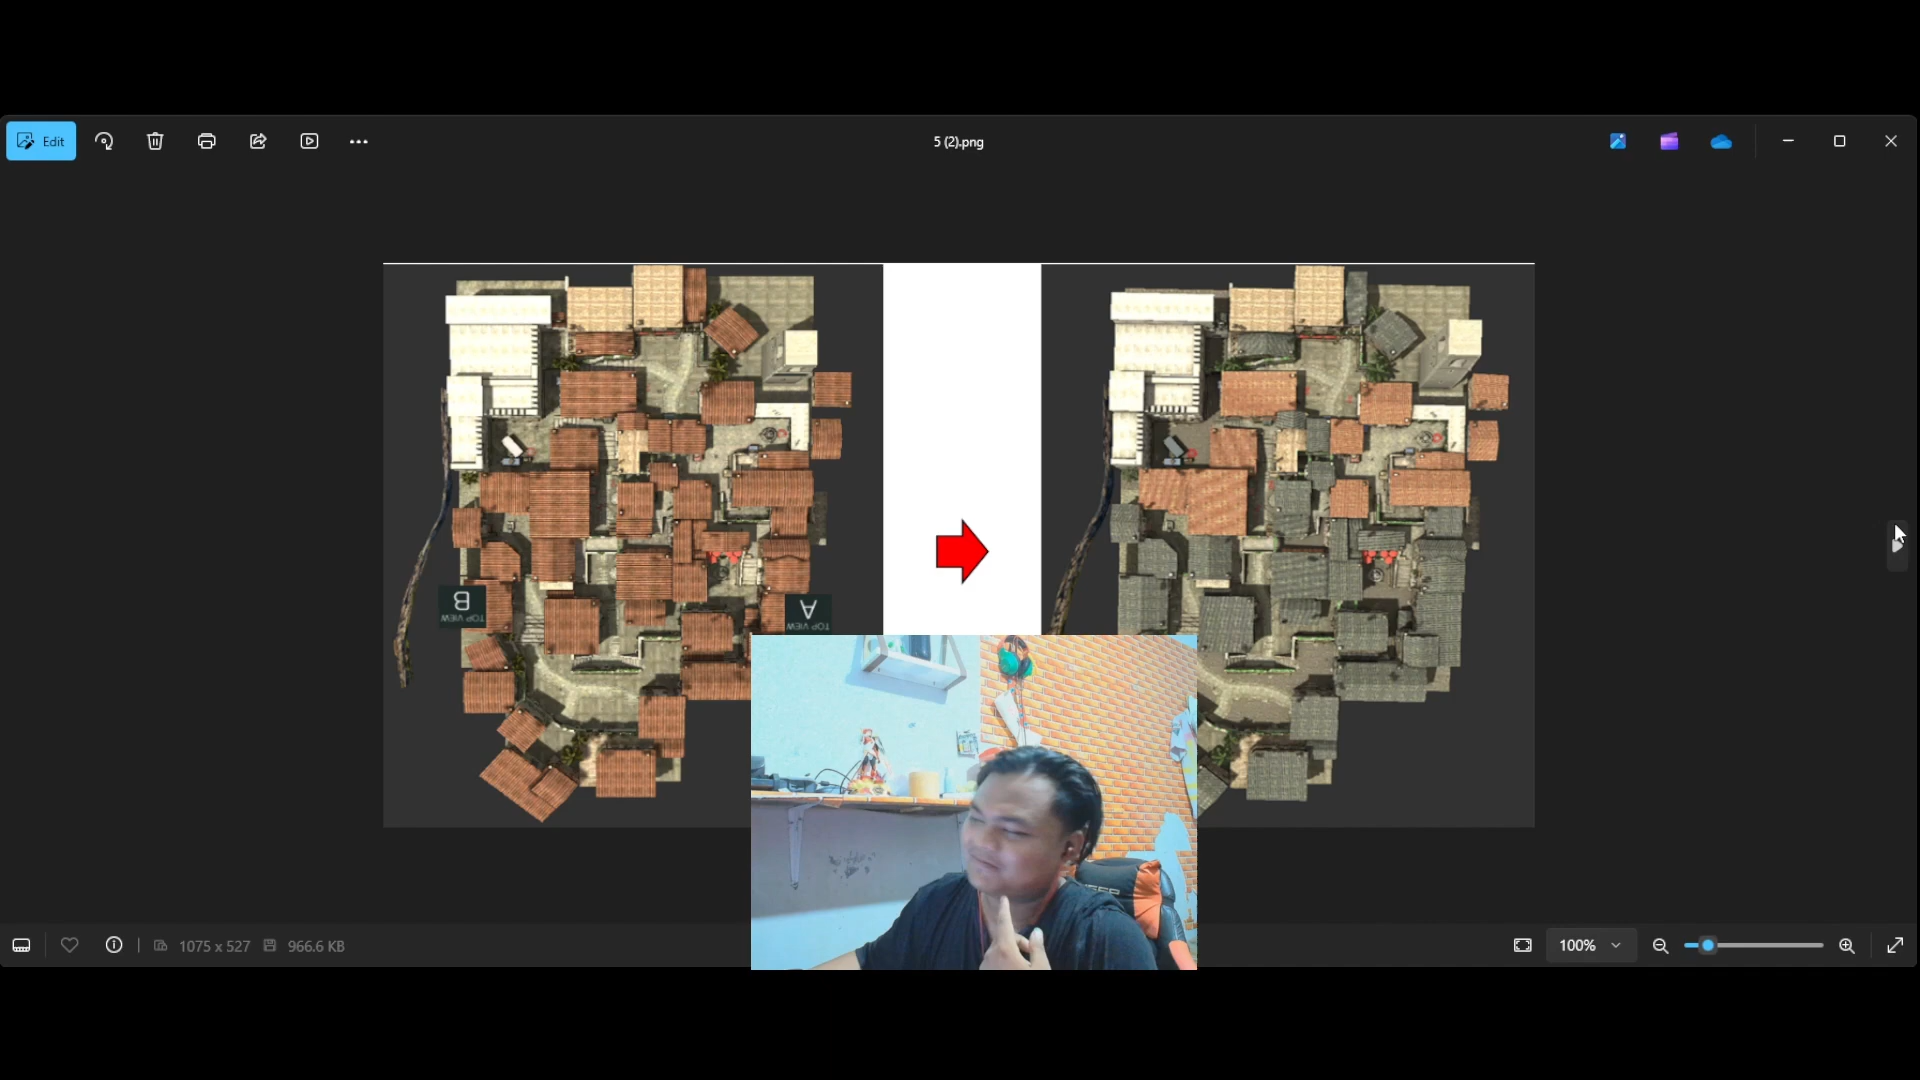 Edit
5 (2).png
B
TOP VIEW
A
TOP VIEW
1075 x 527
966.6 KB
100%